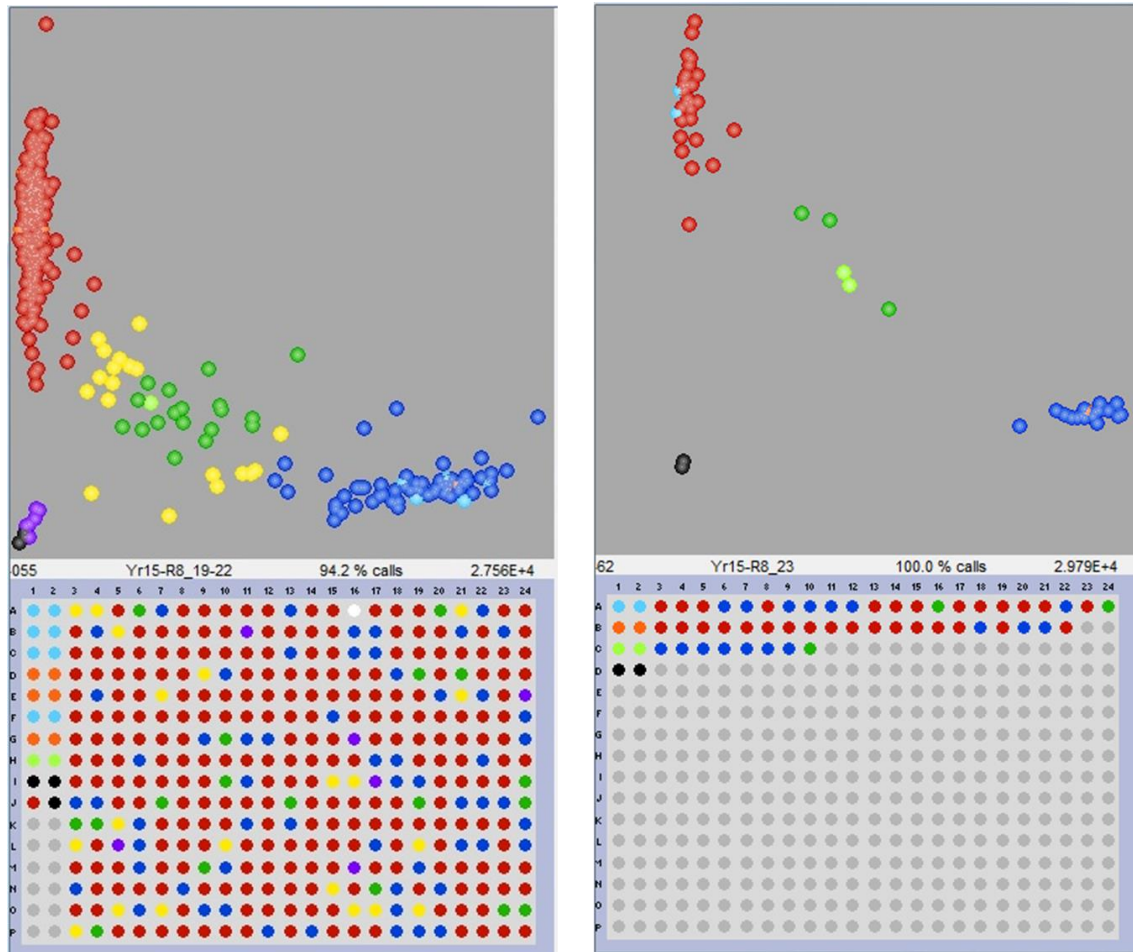 055 Yr15-R8_19-22 94.2 % calls 2.756E+4
1 2 3 4 5 6 7 8 9 10 11 12 13 14 15 16 17 18 19 20 21 22 23 24
A
B
C
D
E
F
G
H
I
J
K
L
M
N
O
P
62 Yr15-R8_23 100.0 % calls 2.979E+4
1 2 3 4 5 6 7 8 9 10 11 12 13 14 15 16 17 18 19 20 21 22 23 24
A
B
C
D
E
F
G
H
I
J
K
L
M
N
O
P